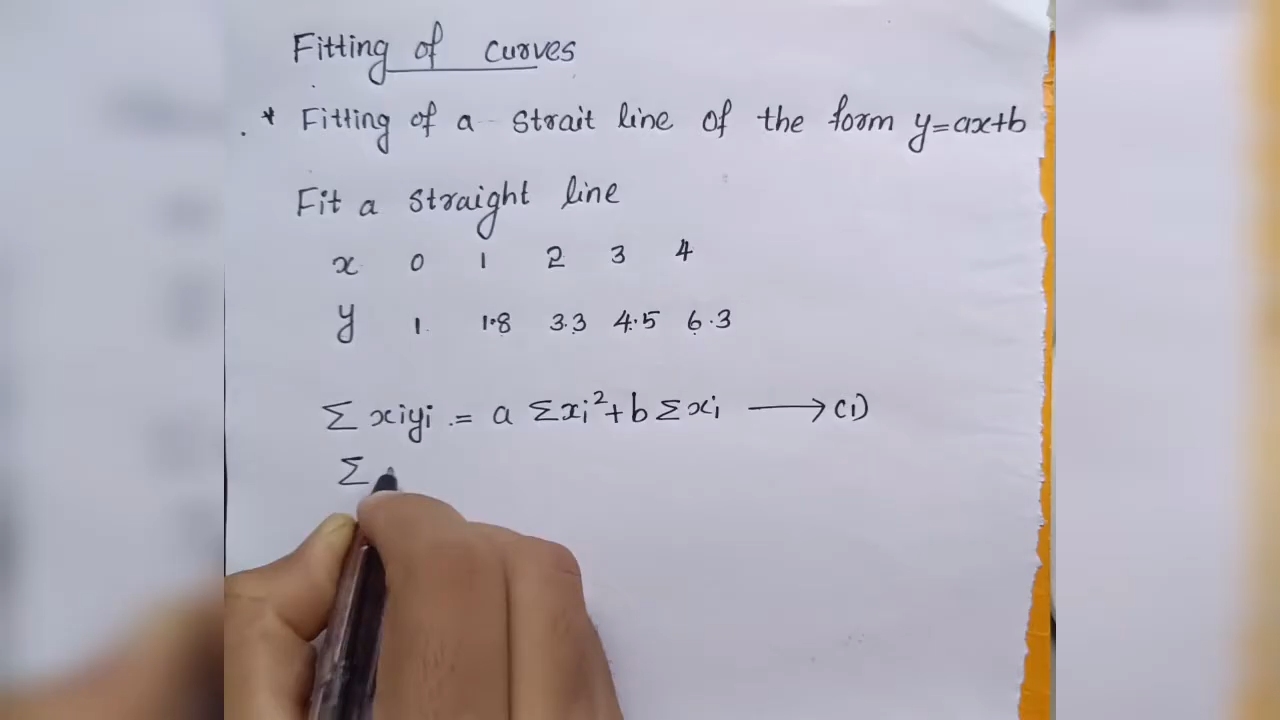 Fitting of curves
* Fitting of a strait line of the form y=ax+b
Fit a straight line
x 0 1 2 3 4
y 1. 1.8 3.3 4.5 6.3
Σ xiyi = a Σxi²+b Σxi ⟶ (1)
Σ